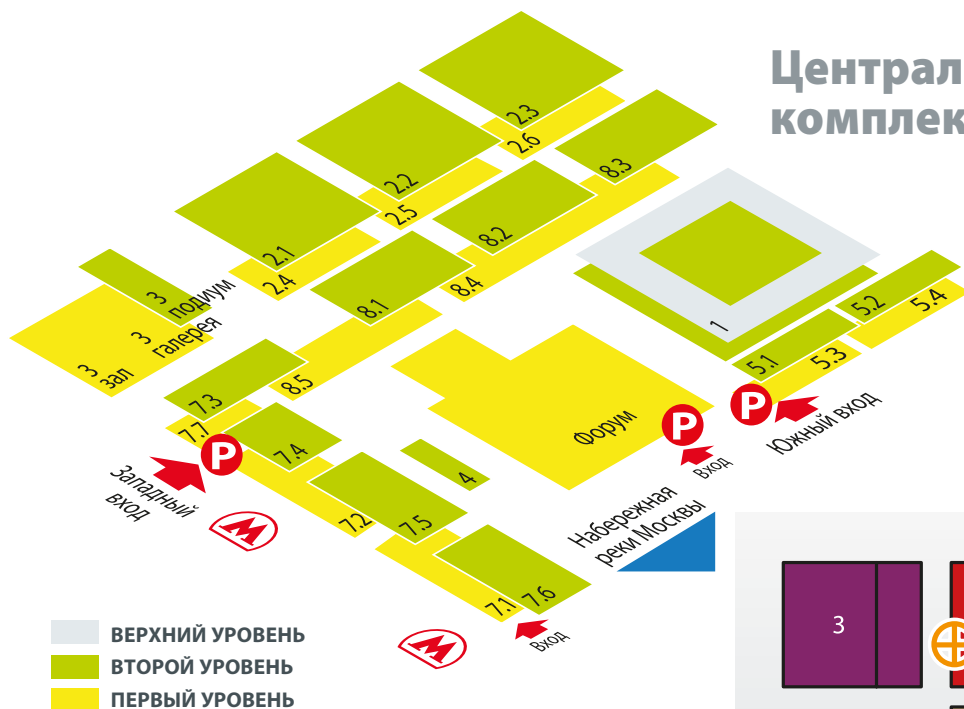 Централ
комплек
2.3
2.6
2.2
8.3
2.5
8.2
2.1
2.4
8.4
3
подиум
8.1
1
5.2
5.4
3
галерея
3
зал
5.1
5.3
8.5
7.3
7.7
Форум
P
P
Южный вход
Вход
7.4
P
Западный
вход
4
7.2
7.5
Набережная
реки Москвы
М
7.1
7.6
Вход
М
3
ВЕРХНИЙ УРОВЕНЬ
ВТОРОЙ УРОВЕНЬ
ПЕРВЫЙ УРОВЕНЬ